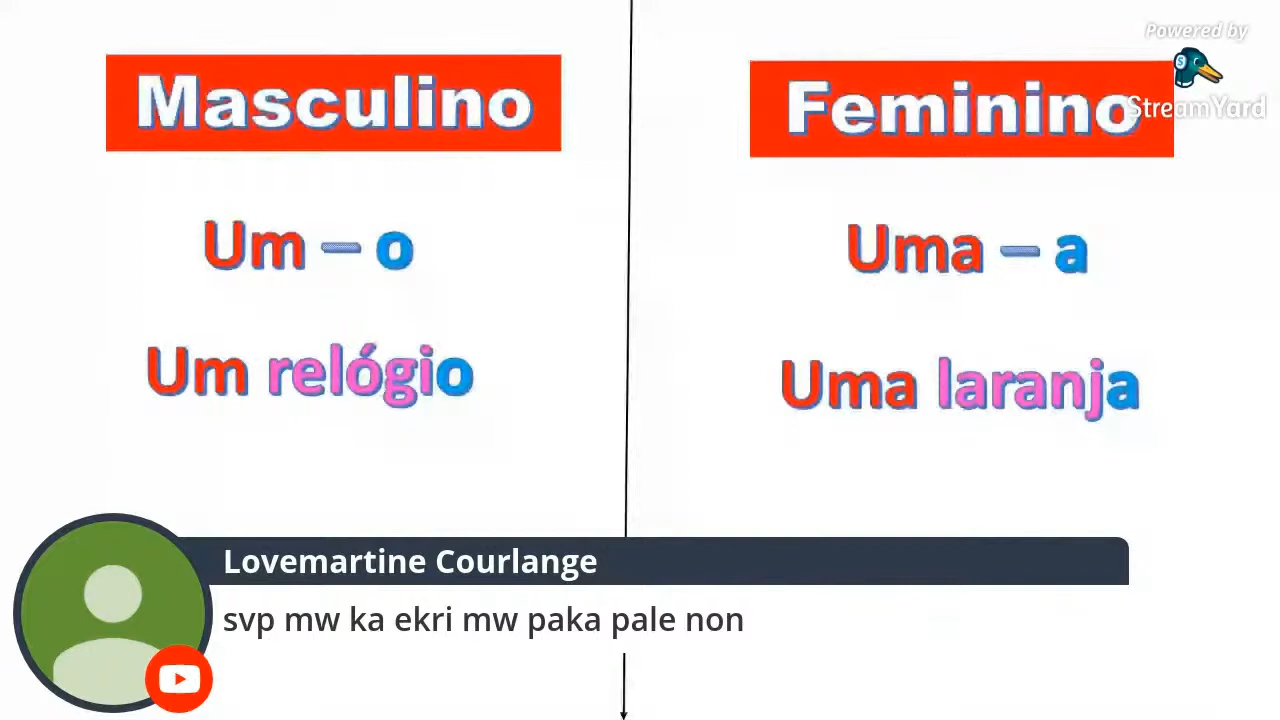 Powered by
StreamYard
Masculino
Feminino
Um – o
Uma – a
Um relógio
Uma laranja
Lovemartine Courlange
svp mw ka ekri mw paka pale non